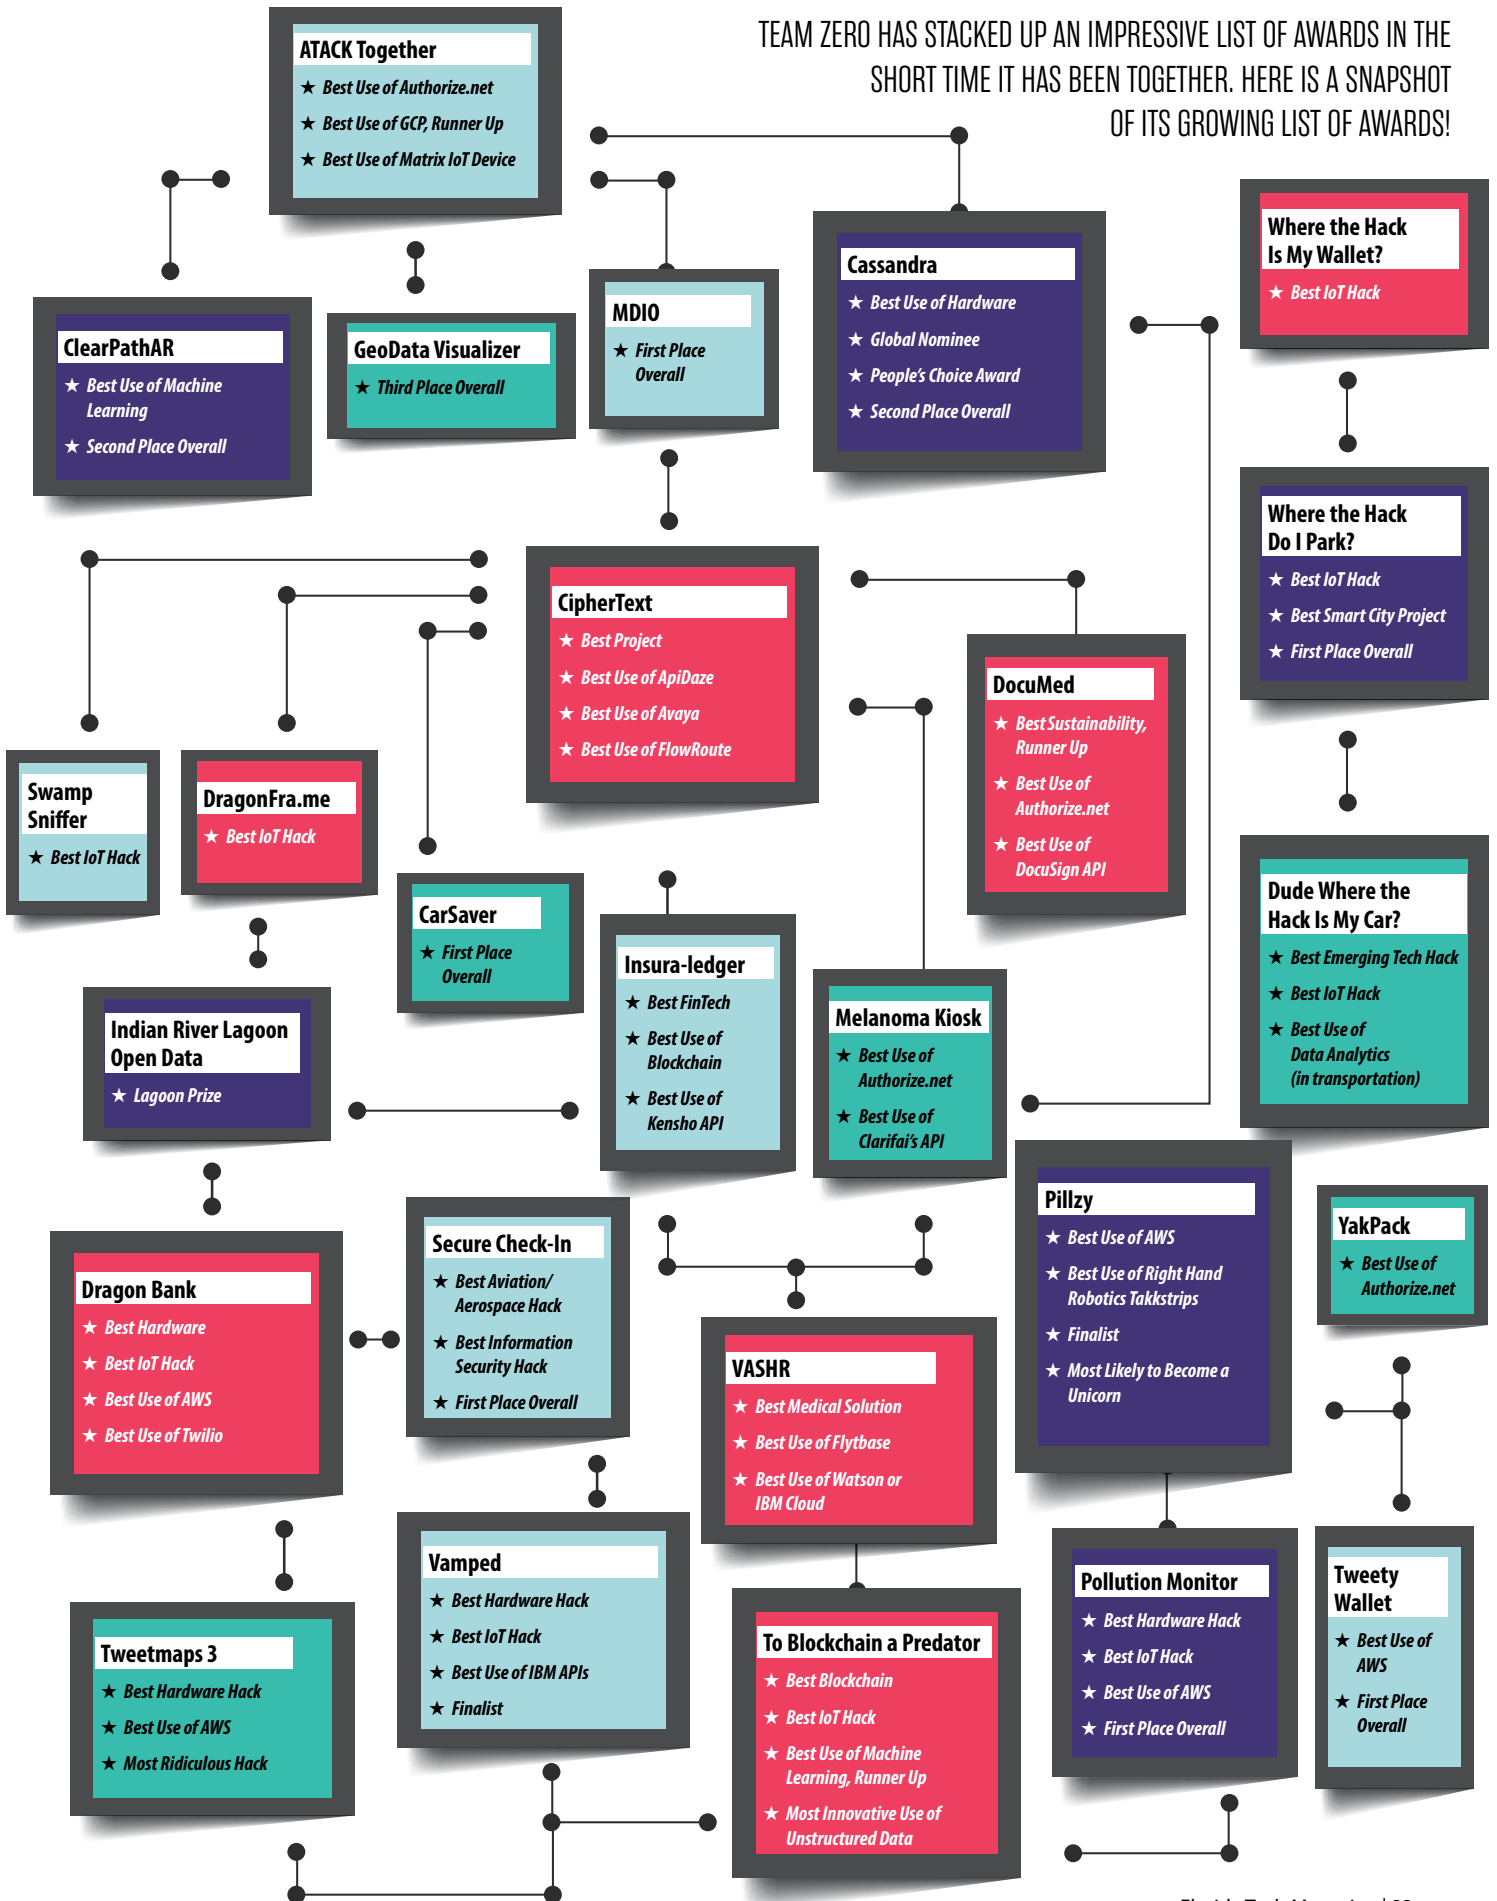 TEAM ZERO HAS STACKED UP AN IMPRESSIVE LIST OF AWARDS IN THE
SHORT TIME IT HAS BEEN TOGETHER. HERE IS A SNAPSHOT
OF ITS GROWING LIST OF AWARDS!
ATACK Together
★ Best Use of Authorize.net
★ Best Use of GCP, Runner Up
★ Best Use of Matrix IoT Device
ClearPathAR
★ Best Use of Machine
Learning
★ Second Place Overall
GeoData Visualizer
★ Third Place Overall
MDIO
★ First Place
Overall
Cassandra
★ Best Use of Hardware
★ Global Nominee
★ People's Choice Award
★ Second Place Overall
Where the Hack
Is My Wallet?
★ Best IoT Hack
Where the Hack
Do I Park?
★ Best IoT Hack
★ Best Smart City Project
★ First Place Overall
CipherText
★ Best Project
★ Best Use of ApiDaze
★ Best Use of Avaya
★ Best Use of FlowRoute
DocuMed
★ Best Sustainability,
Runner Up
★ Best Use of
Authorize.net
★ Best Use of
DocuSign API
Swamp
Sniffer
★ Best IoT Hack
DragonFra.me
★ Best IoT Hack
CarSaver
★ First Place
Overall
Insura-ledger
★ Best FinTech
★ Best Use of
Blockchain
★ Best Use of
Kensho API
Melanoma Kiosk
★ Best Use of
Authorize.net
★ Best Use of
Clarifai's API
Dude Where the
Hack Is My Car?
★ Best Emerging Tech Hack
★ Best IoT Hack
★ Best Use of
Data Analytics
(in transportation)
Indian River Lagoon
Open Data
★ Lagoon Prize
Dragon Bank
★ Best Hardware
★ Best IoT Hack
★ Best Use of AWS
★ Best Use of Twilio
Secure Check-In
★ Best Aviation/
Aerospace Hack
★ Best Information
Security Hack
★ First Place Overall
VASHR
★ Best Medical Solution
★ Best Use of Flytbase
★ Best Use of Watson or
IBM Cloud
Pillzy
★ Best Use of AWS
★ Best Use of Right Hand
Robotics Takkstrips
★ Finalist
★ Most Likely to Become a
Unicorn
YakPack
★ Best Use of
Authorize.net
Tweetmaps 3
★ Best Hardware Hack
★ Best Use of AWS
★ Most Ridiculous Hack
Vamped
★ Best Hardware Hack
★ Best IoT Hack
★ Best Use of IBM APIs
★ Finalist
To Blockchain a Predator
★ Best Blockchain
★ Best IoT Hack
★ Best Use of Machine
Learning, Runner Up
★ Most Innovative Use of
Unstructured Data
Pollution Monitor
★ Best Hardware Hack
★ Best IoT Hack
★ Best Use of AWS
★ First Place Overall
Tweety
Wallet
★ Best Use of
AWS
★ First Place
Overall